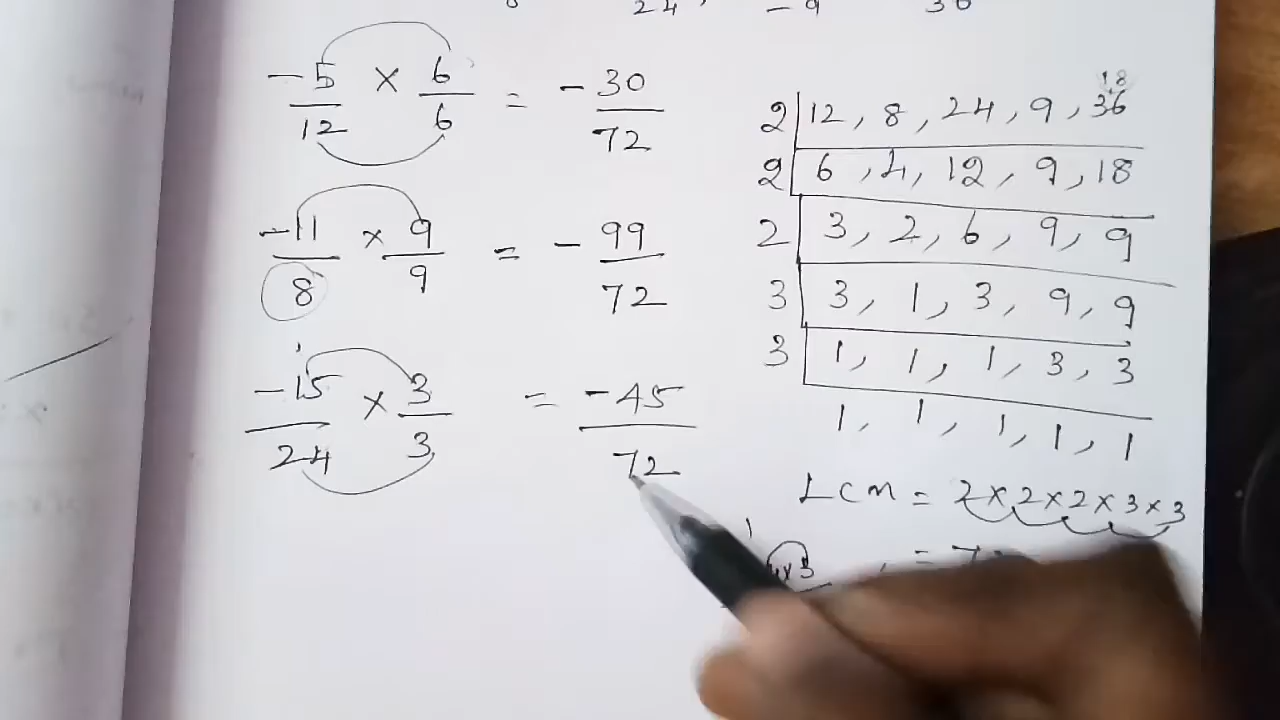 24, -9 36
-5/12 × 6/6 = -30/72
-11/8 × 9/9 = -99/72
-15/24 × 3/3 = -45/72
18
2 | 12, 8, 24, 9, 36
2 | 6, 4, 12, 9, 18
2 | 3, 2, 6, 9, 9
3 | 3, 1, 3, 9, 9
3 | 1, 1, 1, 3, 3
1, 1, 1, 1, 1
LCM = 2×2×2×3×3